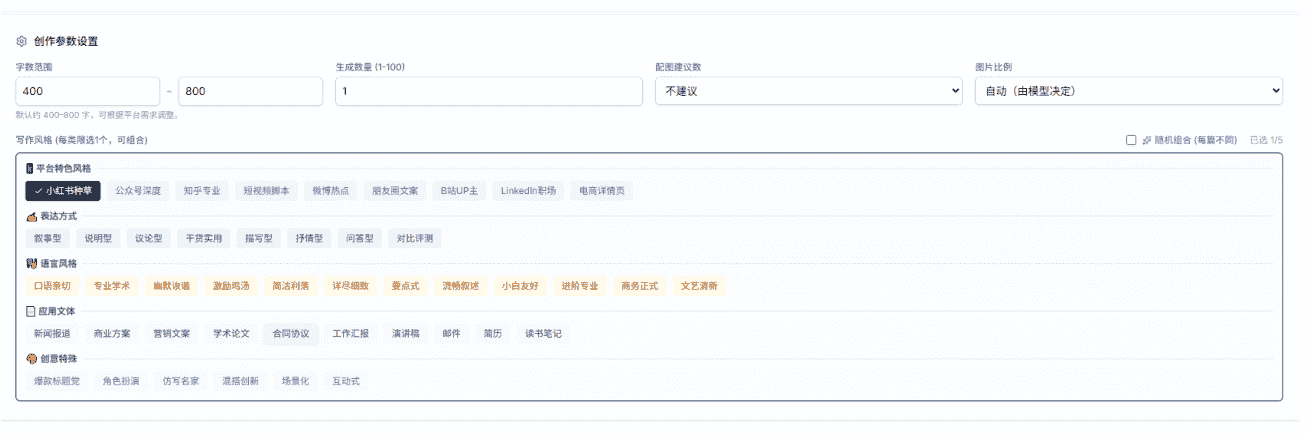 创作参数设置
字数范围 生成数量 (1-100) 配图建议数 图片比例
400 ~ 800 1 不建议 自动（由模型决定）
默认约 400-800 字，可根据平台需求调整。
写作风格 (每类限选1个，可组合) 随机组合 (每篇不同) 已选 1/5
平台特色风格
✓ 小红书种草 公众号深度 知乎专业 短视频脚本 微博热点 朋友圈文案 B站UP主 LinkedIn职场 电商详情页
表达方式
叙事型 说明型 议论型 干货实用 描写型 抒情型 问答型 对比评测
语言风格
口语亲切 专业学术 幽默诙谐 激励鸡汤 简洁利落 详尽细致 要点式 流畅叙述 小白友好 进阶专业 商务正式 文艺清新
应用文体
新闻报道 商业方案 营销文案 学术论文 合同协议 工作汇报 演讲稿 邮件 简历 读书笔记
创意特殊
爆款标题党 角色扮演 仿写名家 混搭创新 场景化 互动式